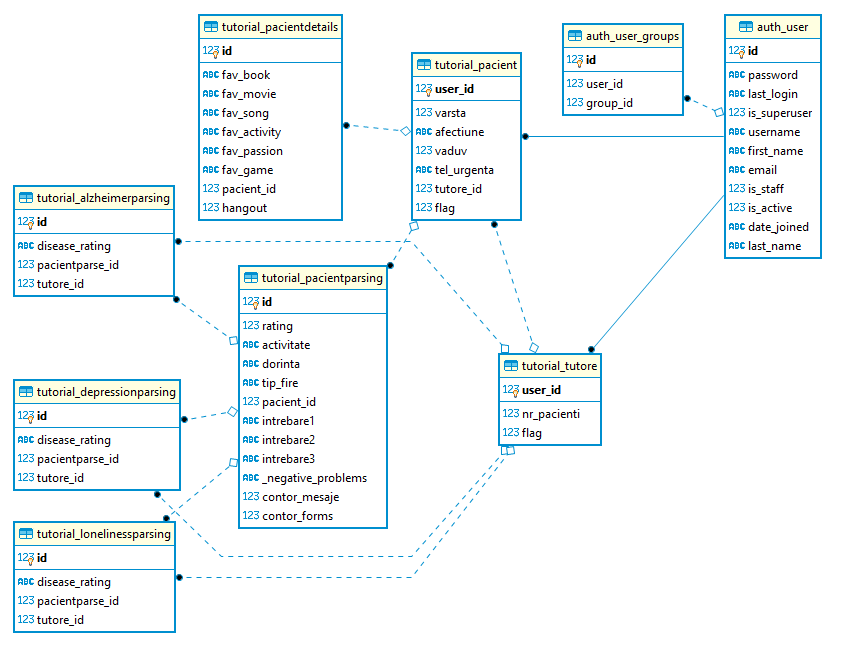 tutorial_pacientdetails
123 id
ABC fav_book
ABC fav_movie
ABC fav_song
ABC fav_activity
ABC fav_passion
ABC fav_game
123 pacient_id
123 hangout
tutorial_pacient
123 user_id
123 varsta
ABC afectiune
123 vaduv
ABC tel_urgenta
123 tutore_id
123 flag
auth_user_groups
123 id
123 user_id
123 group_id
auth_user
123 id
ABC password
ABC last_login
123 is_superuser
ABC username
ABC first_name
ABC email
123 is_staff
123 is_active
ABC date_joined
ABC last_name
tutorial_alzheimerparsing
123 id
ABC disease_rating
123 pacientparse_id
123 tutore_id
tutorial_pacientparsing
123 id
123 rating
ABC activitate
ABC dorinta
ABC tip_fire
123 pacient_id
ABC intrebare1
ABC intrebare2
ABC intrebare3
ABC _negative_problems
123 contor_mesaje
123 contor_forms
tutorial_tutore
123 user_id
123 nr_pacienti
123 flag
tutorial_depressionparsing
123 id
ABC disease_rating
123 pacientparse_id
123 tutore_id
tutorial_lonelinessparsing
123 id
ABC disease_rating
123 pacientparse_id
123 tutore_id